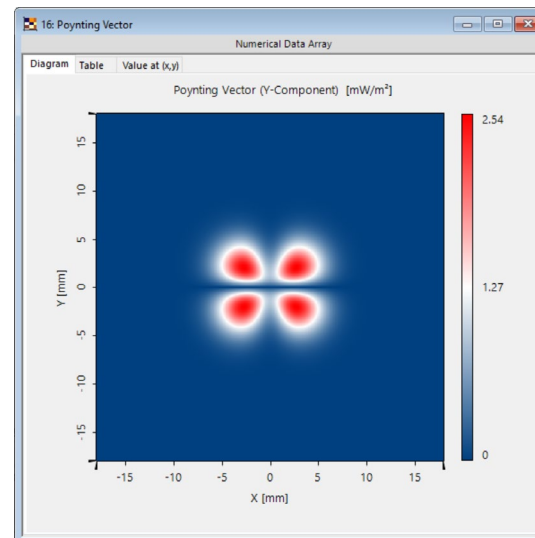 16: Poynting Vector
Numerical Data Array
Diagram Table Value at (x,y)
Poynting Vector (Y-Component) [mW/m²]
2.54
1.27
0
Y [mm]
15
10
5
0
-5
-10
-15
-15 -10 -5 0 5 10 15
X [mm]